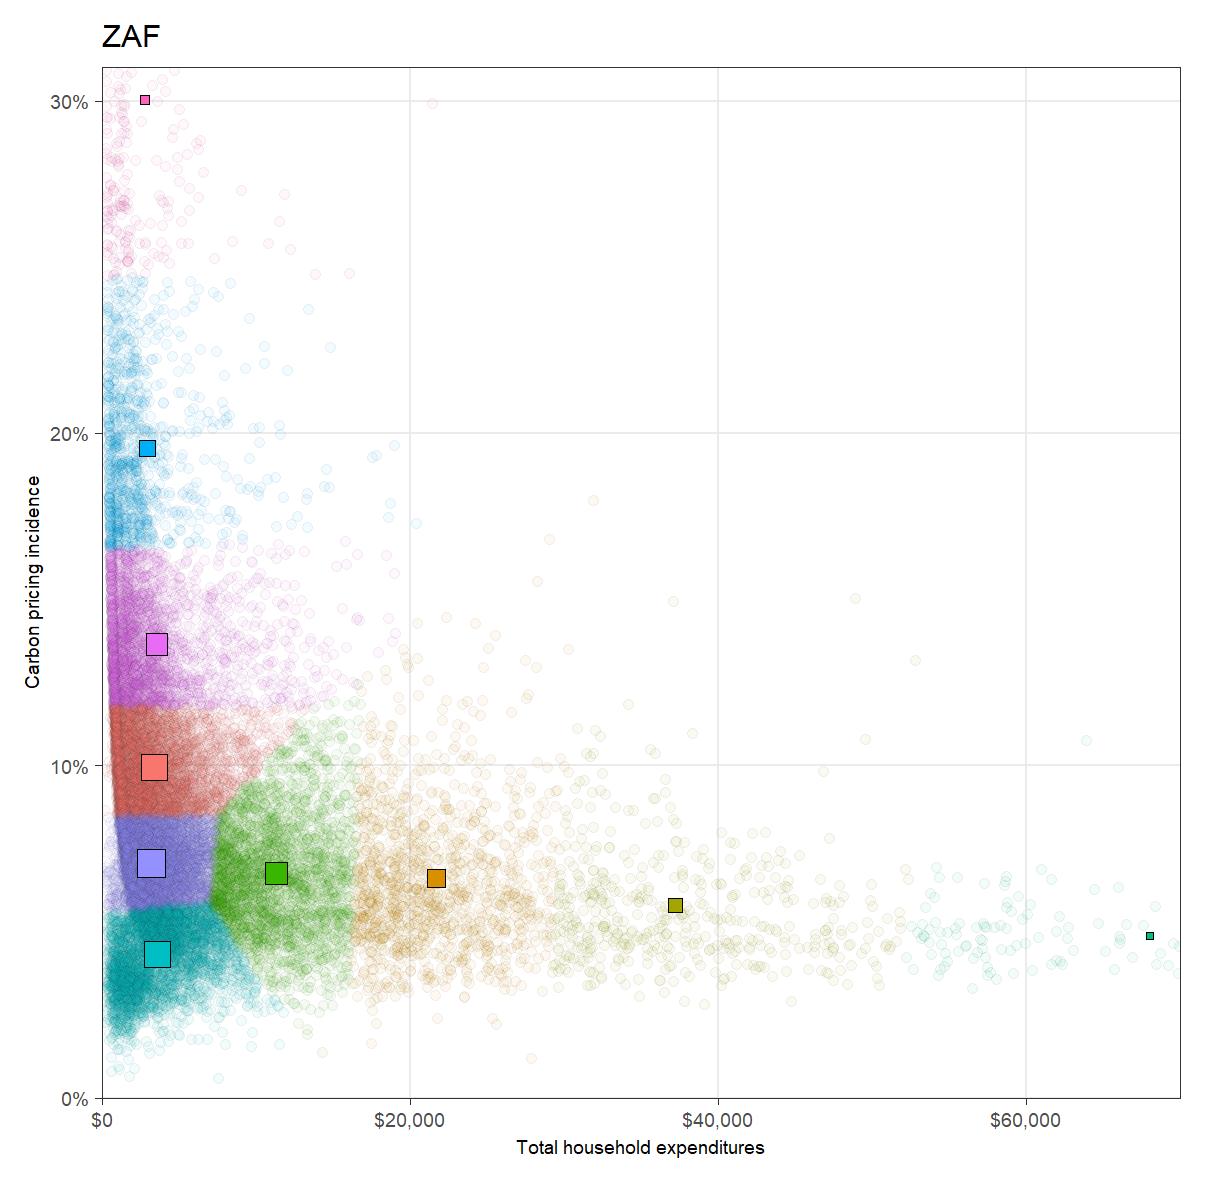 ZAF
30%
20%
10%
0%
Carbon pricing incidence
$0
$20,000
$40,000
$60,000
Total household expenditures